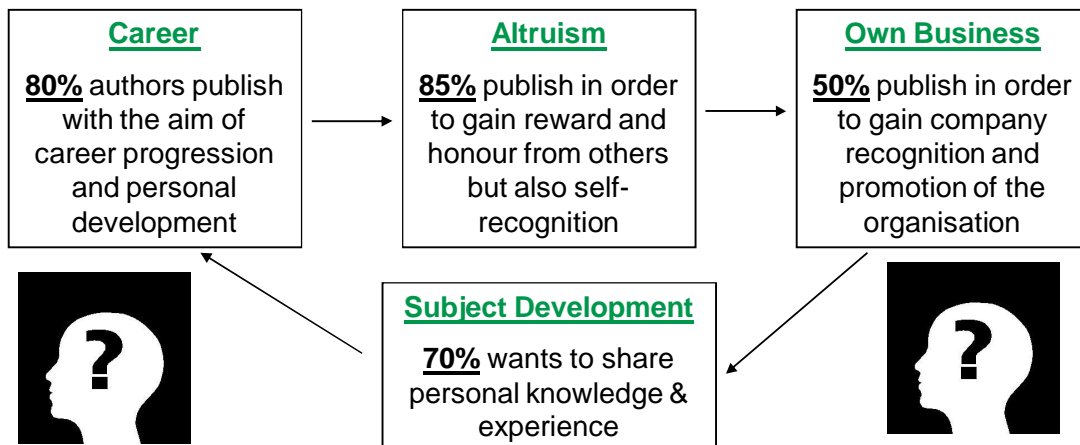 Career
80% authors publish
with the aim of
career progression
and personal
development
Altruism
85% publish in order
to gain reward and
honour from others
but also self-
recognition
Own Business
50% publish in order
to gain company
recognition and
promotion of the
organisation
Subject Development
70% wants to share
personal knowledge &
experience
?
?